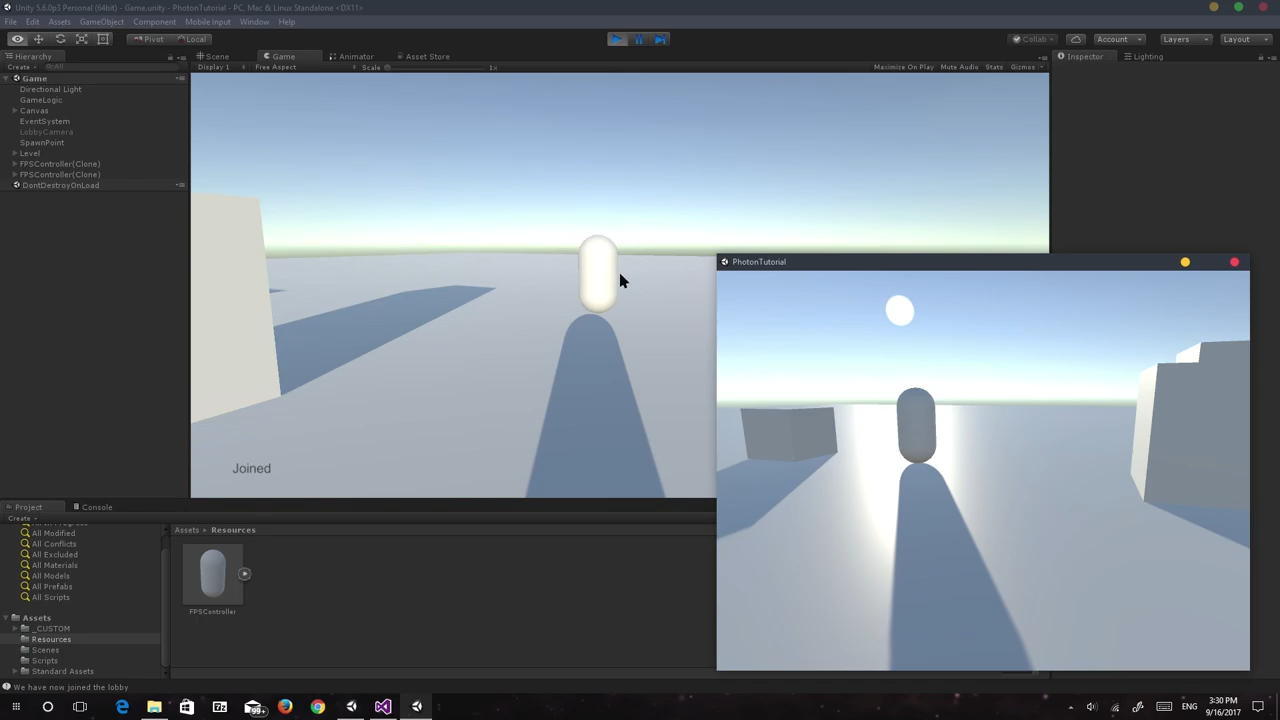 Unity 5.6.0p3 Personal (64bit) - Game.unity - PhotonTutorial - PC, Mac & Linux Standalone <DX11>
File Edit Assets GameObject Component Mobile Input Window Help
Pivot Local Collab Account Layers Layout
Hierarchy Scene Game Animator Asset Store Inspector Lighting
Create All Display 1 Free Aspect Scale 1x Maximize On Play Mute Audio Stats Gizmos
Game
Directional Light
GameLogic
Canvas
EventSystem
LobbyCamera
SpawnPoint
Level
FPSController(Clone)
FPSController(Clone)
DontDestroyOnLoad
PhotonTutorial
Joined
Project Console
Create
All Modified
All Conflicts
All Excluded
All Materials
All Models
All Prefabs
All Scripts
Assets
_CUSTOM
Resources
Scenes
Scripts
Standard Assets
Assets Resources
FPSController
We have now joined the lobby
99+
ENG
3:30 PM
9/16/2017